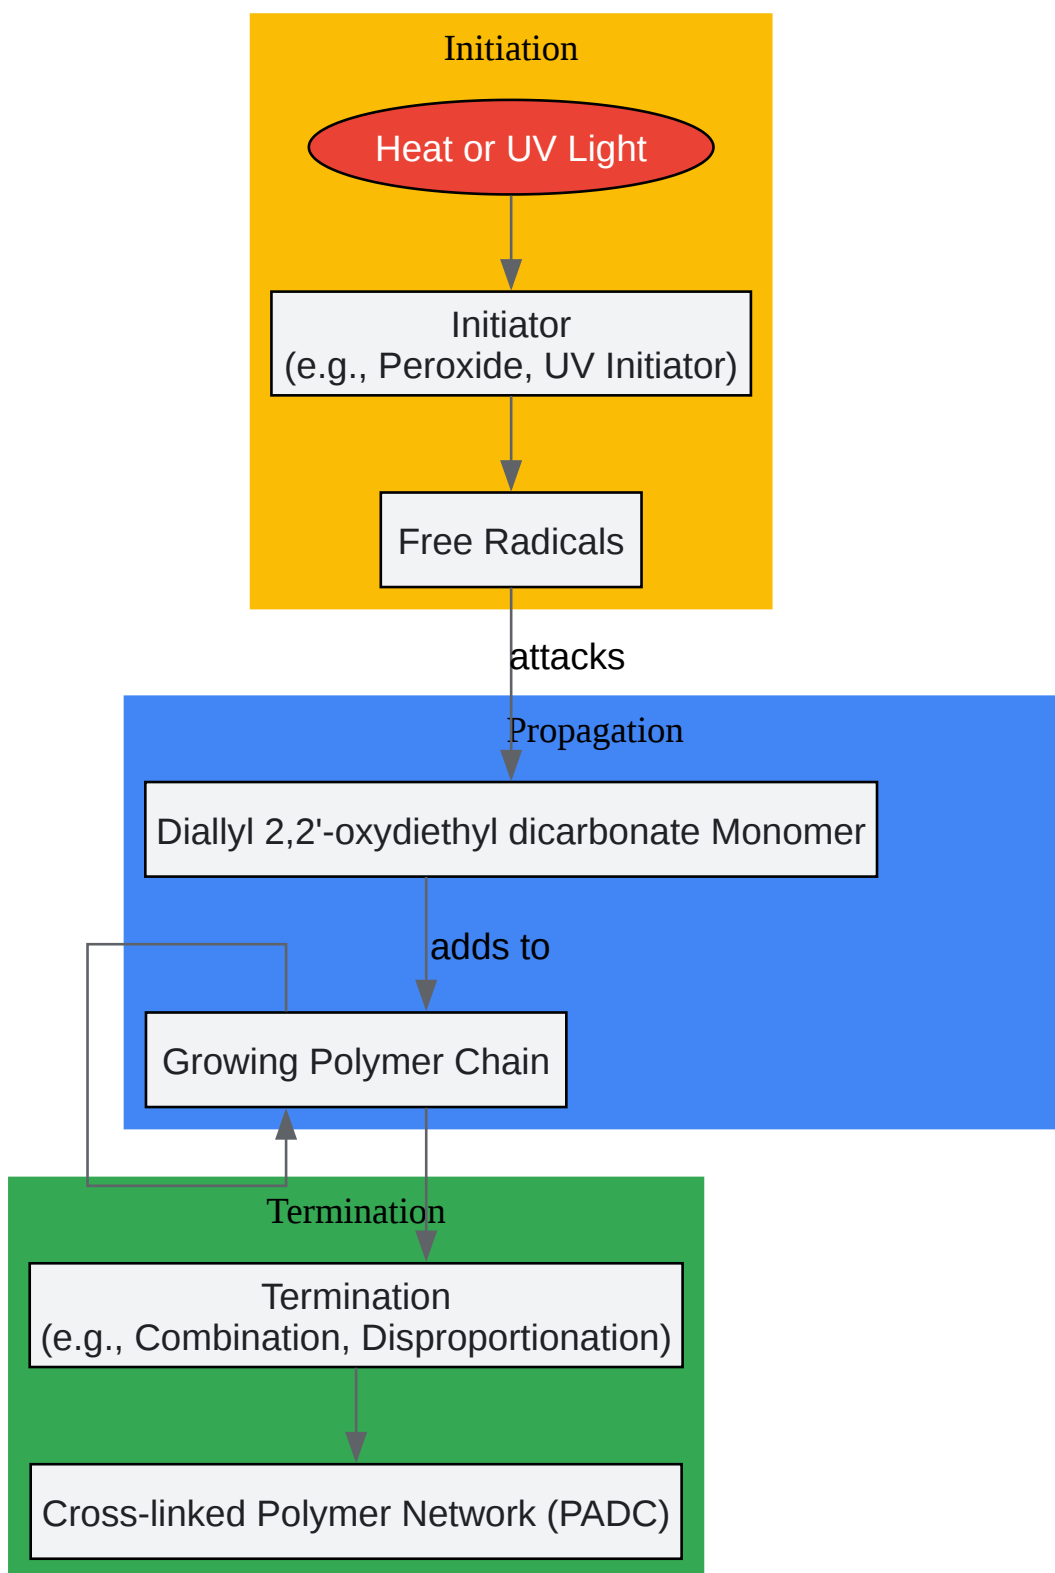 Initiation
Heat or UV Light
Initiator
(e.g., Peroxide, UV Initiator)
Free Radicals
attacks
Propagation
Diallyl 2,2'-oxydiethyl dicarbonate Monomer
adds to
Growing Polymer Chain
Termination
Termination
(e.g., Combination, Disproportionation)
Cross-linked Polymer Network (PADC)